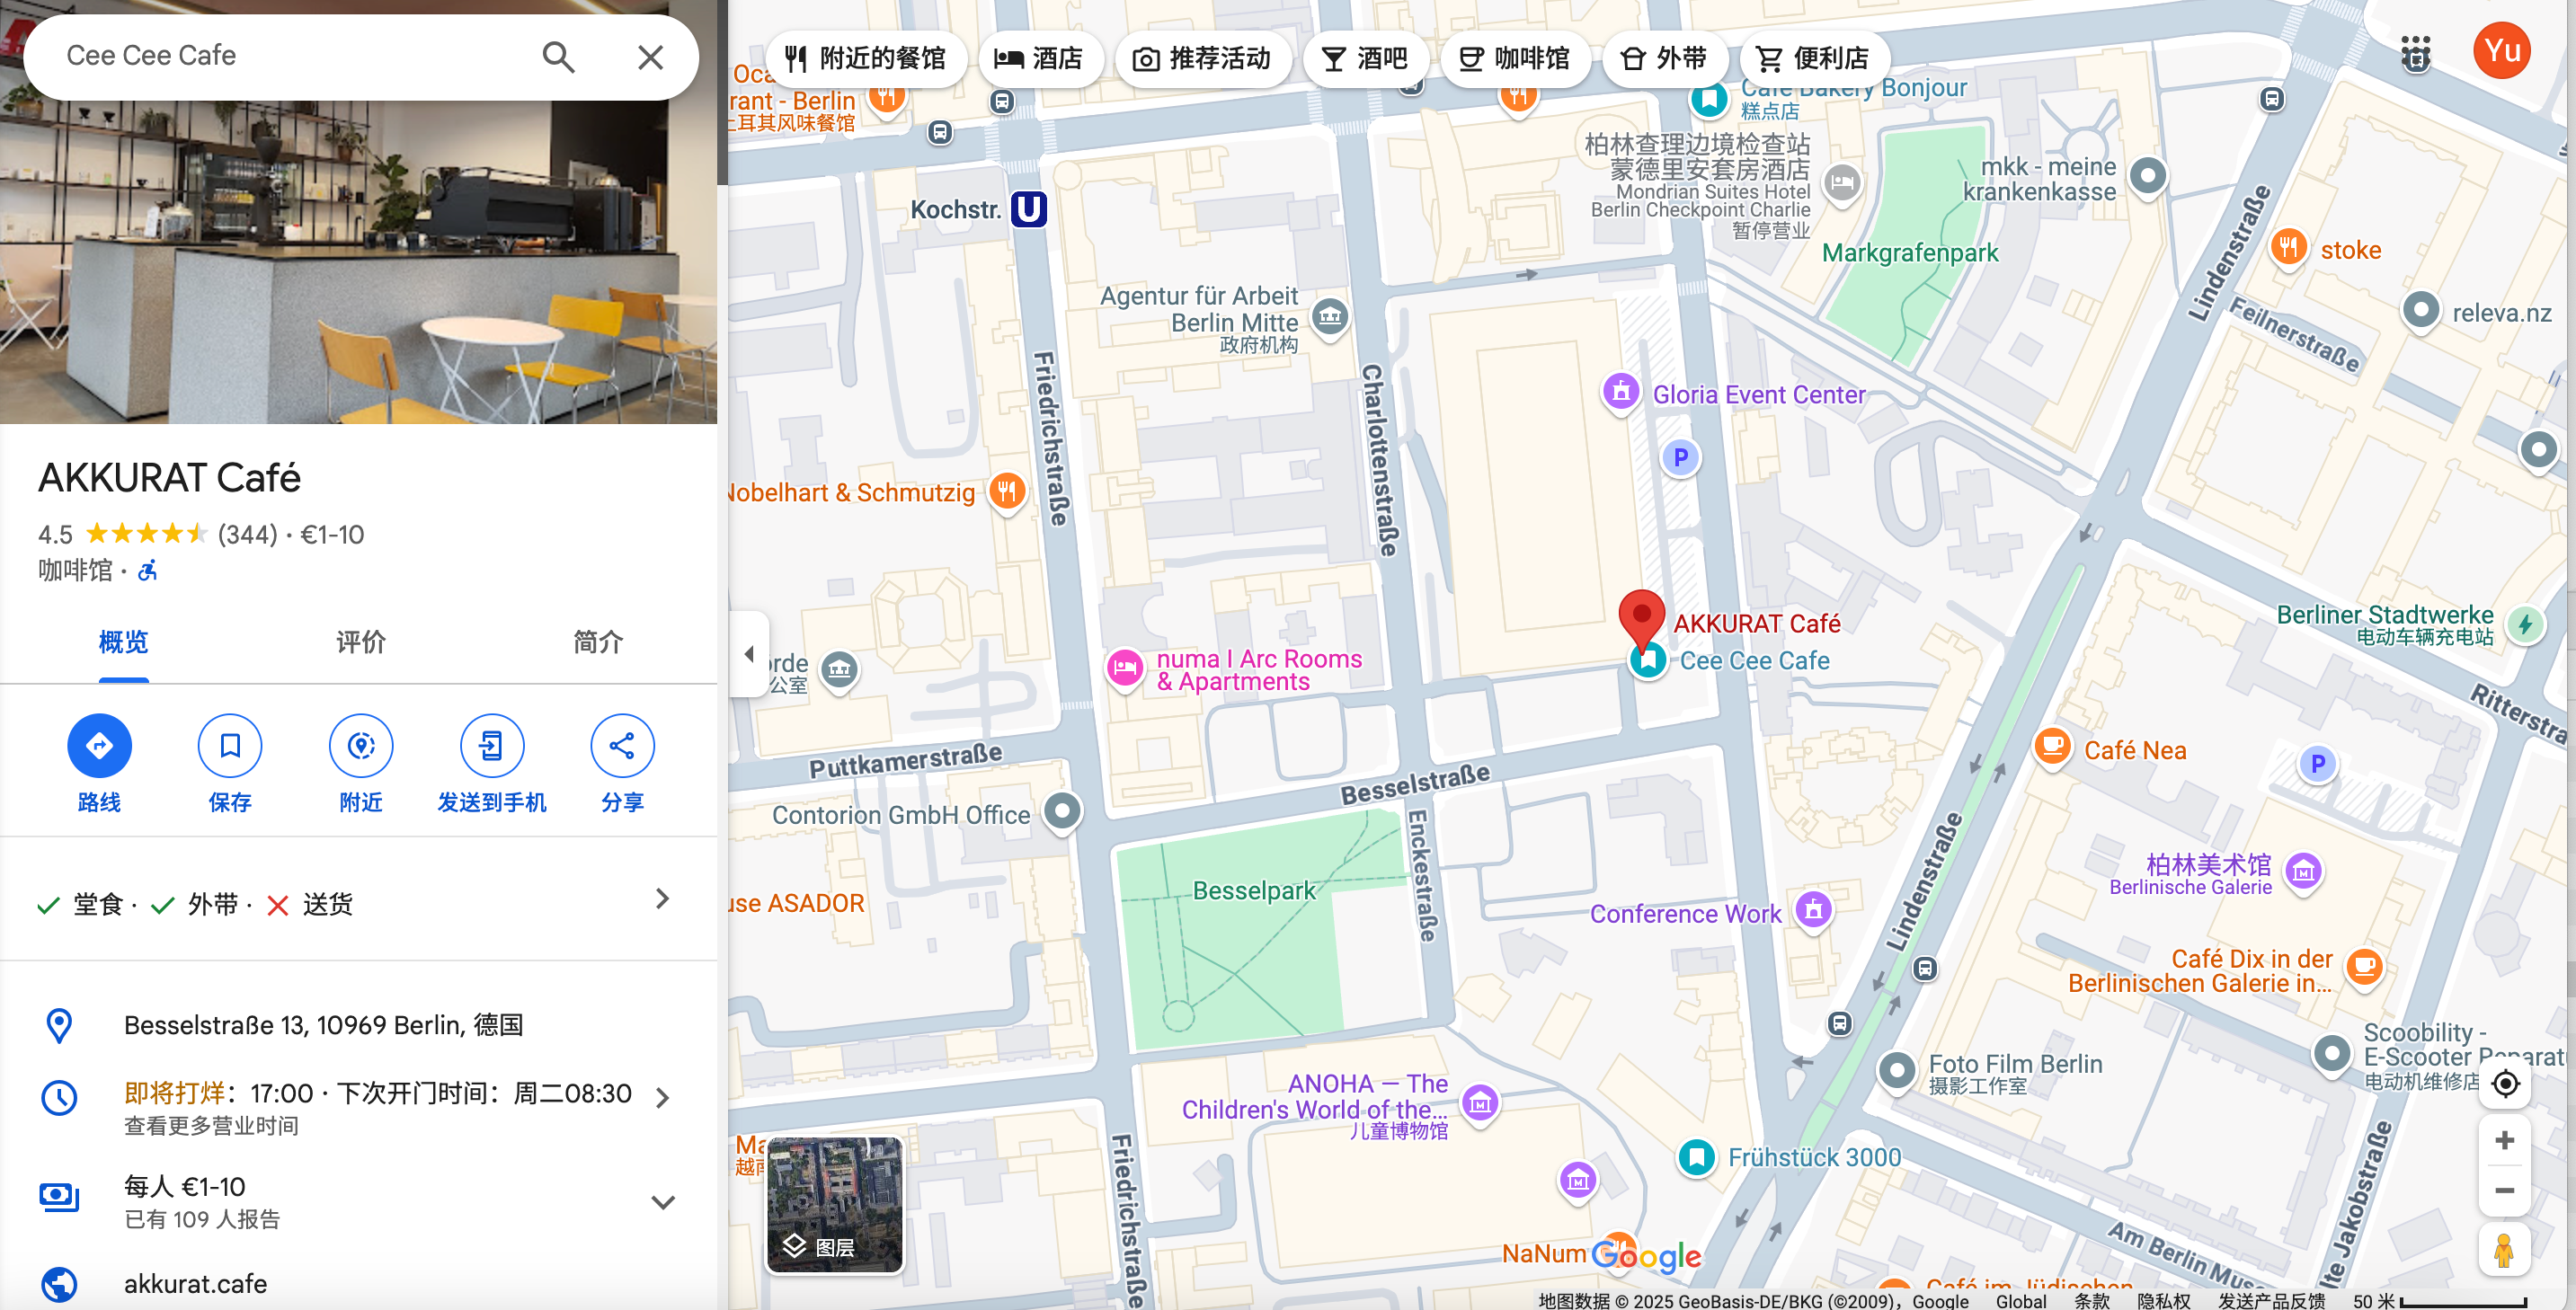 Cee Cee Cafe
AKKURAT Café
4.5 (344) · €1-10
咖啡馆 ·
概览
评价
简介
路线
保存
附近
发送到手机
分享
堂食 · 外带 · 送货
Besselstraße 13, 10969 Berlin, 德国
即将打烊：17:00 · 下次开门时间：周二08:30
查看更多营业时间
每人 €1-10
已有 109 人报告
akkurat.cafe
附近的餐馆
酒店
推荐活动
酒吧
咖啡馆
外带
便利店
Yu
rant - Berlin
土耳其风味餐馆
Café Bakery Bonjour
糕点店
柏林查理边境检查站
蒙德里安套房酒店
Mondrian Suites Hotel
Berlin Checkpoint Charlie
暂停营业
mkk - meine
krankenkasse
Kochstr.
U
Markgrafenpark
Lindenstraße
stoke
Feilnerstraße
releva.nz
Agentur für Arbeit
Berlin Mitte
政府机构
Friedrichstraße
Charlottenstraße
Gloria Event Center
P
Nobelhart & Schmutzig
AKKURAT Café
Cee Cee Cafe
Berliner Stadtwerke
电动车辆充电站
numa I Arc Rooms
& Apartments
orde
公室
Ritterstra
Puttkamerstraße
Besselstraße
Café Nea
P
Contorion GmbH Office
Enckestraße
Lindenstraße
柏林美术馆
Berlinische Galerie
use ASADOR
Besselpark
Conference Work
Café Dix in der
Berlinischen Galerie in...
Scoobility -
E-Scooter Reparat
电动机维修店
Foto Film Berlin
摄影工作室
ANOHA — The
Children's World of the...
儿童博物馆
Ma
越南
Friedrichstraße
Frühstück 3000
图层
NaNum
Google
Am Berlin Muse
lte Jakobstraße
Café im Jüdischen
地图数据 © 2025 GeoBasis-DE/BKG (©2009)，Google Global 条款 隐私权 发送产品反馈 50 米